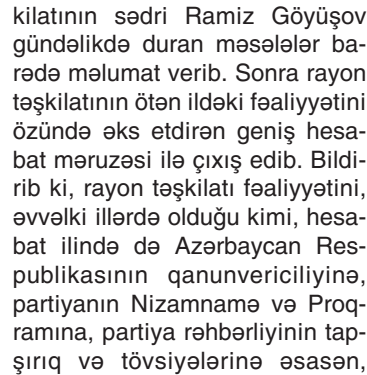 kilatının sədri Ramiz Göyüşov
gündəlikdə duran məsələlər ba-
rədə məlumat verib. Sonra rayon
təşkilatının ötən ildəki fəaliyyətini
özündə əks etdirən geniş hesa-
bat məruzəsi ilə çıxış edib. Bildi-
rib ki, rayon təşkilatı fəaliyyətini,
əvvəlki illərdə olduğu kimi, hesa-
bat ilində də Azərbaycan Res-
publikasının qanunvericiliyinə,
partiyanın Nizamnamə və Proq-
ramına, partiya rəhbərliyinin tap-
şırıq və tövsiyələrinə əsasən,